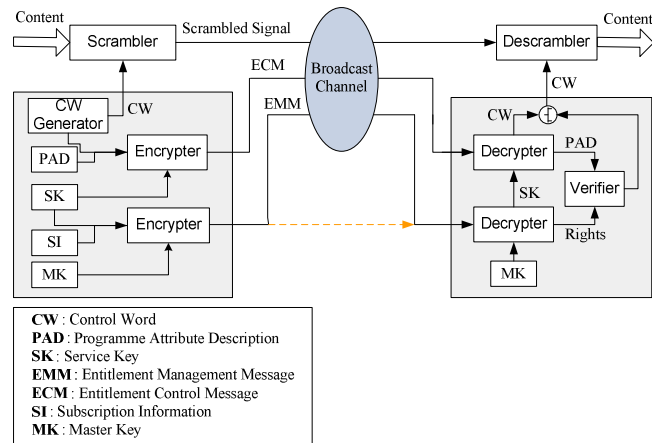 Content
Scrambler
Scrambled Signal
Broadcast
Channel
Descrambler
Content
ECM
EMM
CW
CW
CW
Generator
PAD
Encrypter
SK
SI
Encrypter
MK
CW
Decrypter
PAD
Verifier
SK
Decrypter
Rights
MK
CW : Control Word
PAD : Programme Attribute Description
SK : Service Key
EMM : Entitlement Management Message
ECM : Entitlement Control Message
SI : Subscription Information
MK : Master Key